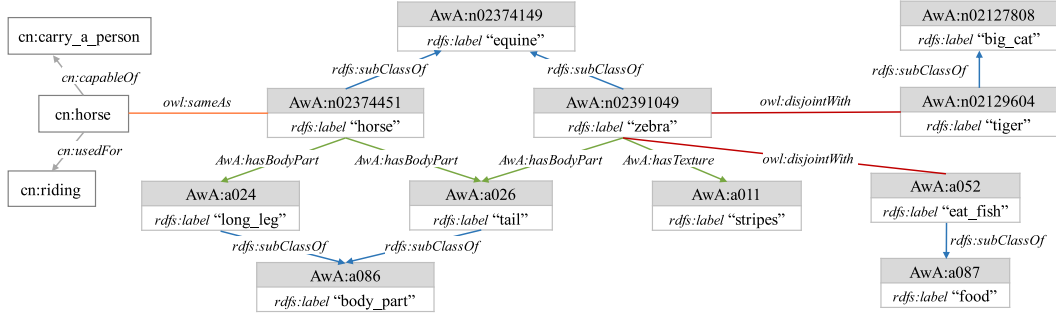 AwA:n02374149
rdfs:label “equine”
AwA:n02127808
rdfs:label “big_cat”
cn:carry_a_person
cn:capableOf
rdfs:subClassOf
rdfs:subClassOf
rdfs:subClassOf
cn:horse
owl:sameAs
AwA:n02374451
rdfs:label “horse”
AwA:n02391049
rdfs:label “zebra”
owl:disjointWith
AwA:n02129604
rdfs:label “tiger”
cn:usedFor
cn:riding
AwA:hasBodyPart
AwA:hasBodyPart
AwA:hasBodyPart
AwA:hasTexture
owl:disjointWith
AwA:a024
rdfs:label “long_leg”
AwA:a026
rdfs:label “tail”
AwA:a011
rdfs:label “stripes”
AwA:a052
rdfs:label “eat_fish”
rdfs:subClassOf
rdfs:subClassOf
rdfs:subClassOf
AwA:a086
rdfs:label “body_part”
AwA:a087
rdfs:label “food”